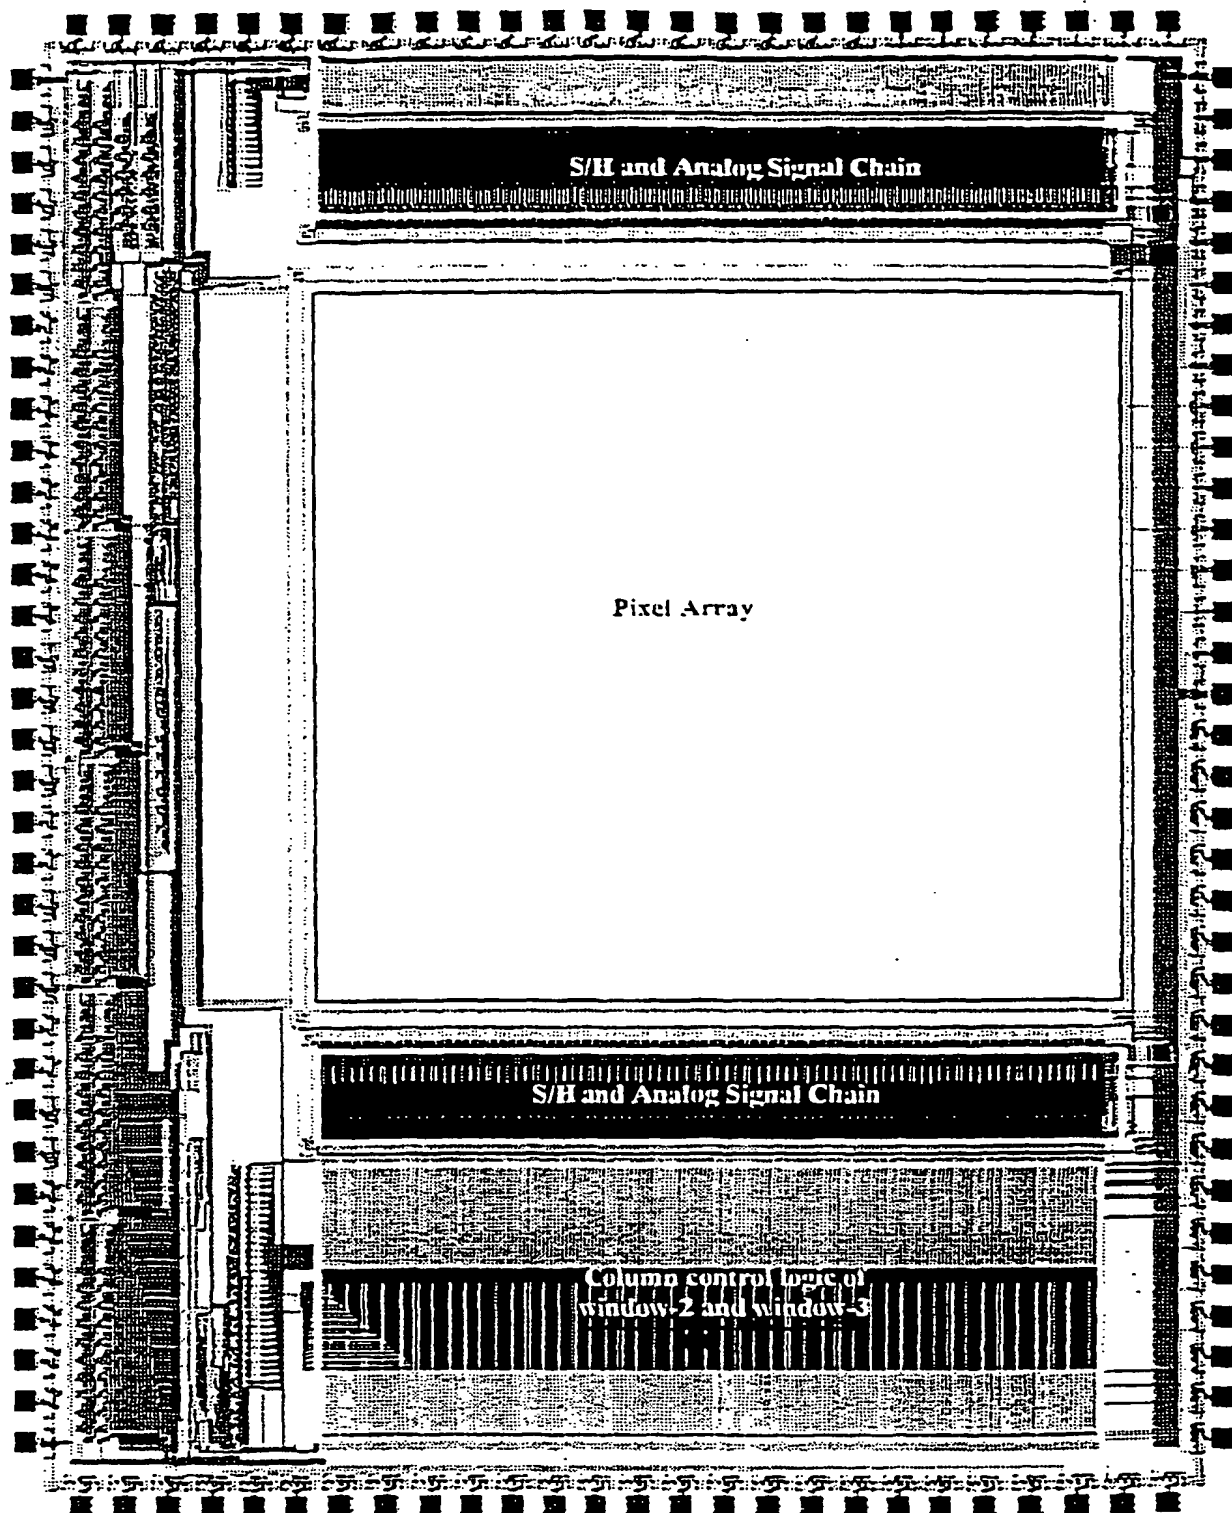 S/H and Analog Signal Chain
Pixel Array
S/H and Analog Signal Chain
Column control logic of
window-2 and window-3